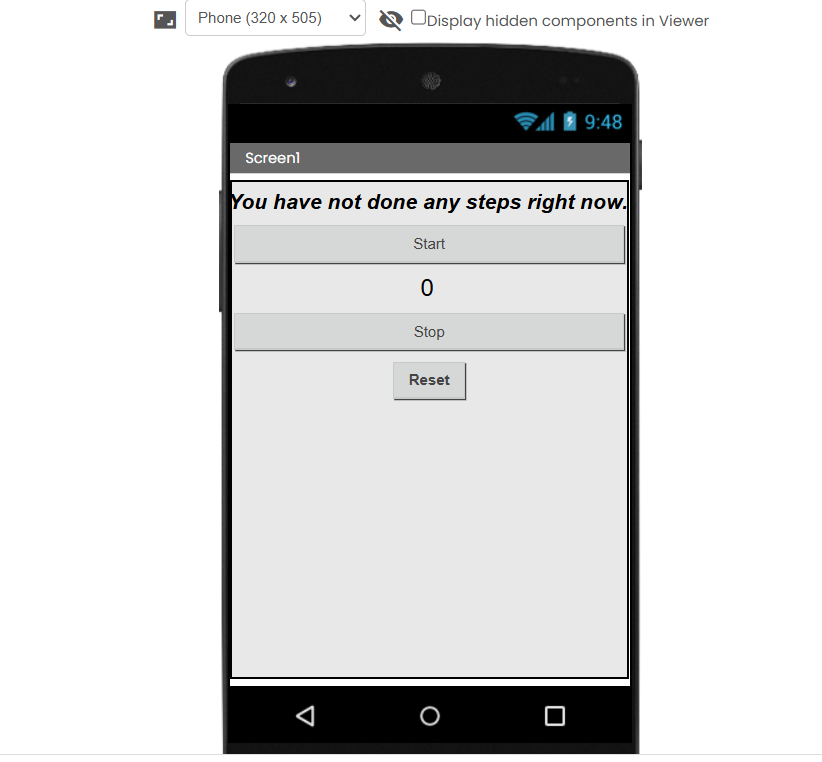 Phone (320 x 505)
Display hidden components in Viewer
9:48
Screen1
You have not done any steps right now.
Start
0
Stop
Reset